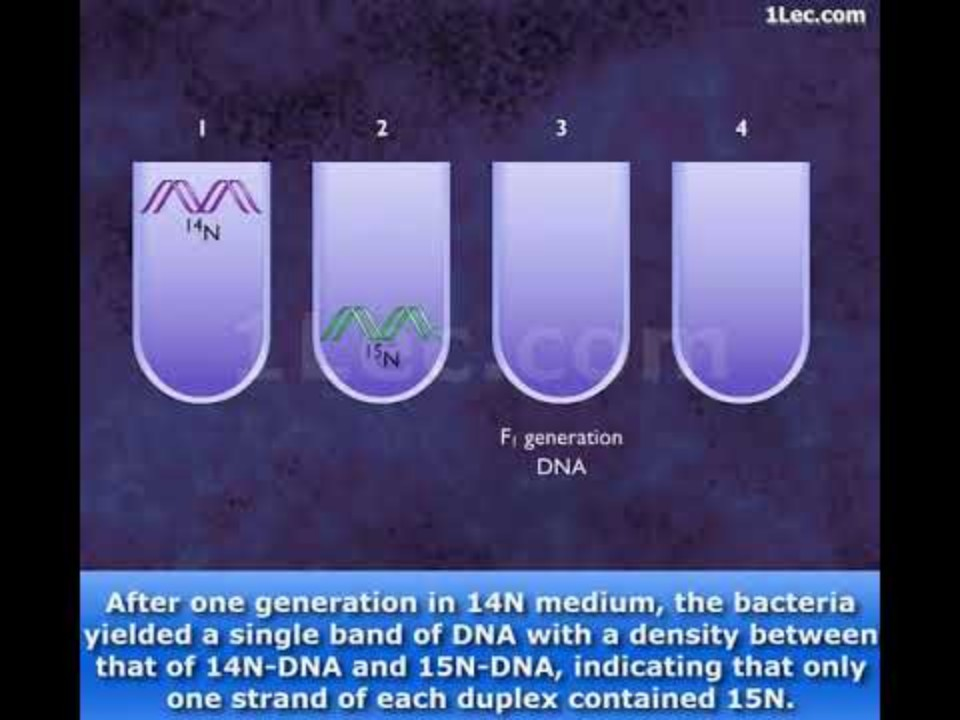 1Lec.com
1 2 3 4
14N
15N
1Lec.com
F1 generation
DNA
After one generation in 14N medium, the bacteria
yielded a single band of DNA with a density between
that of 14N-DNA and 15N-DNA, indicating that only
one strand of each duplex contained 15N.